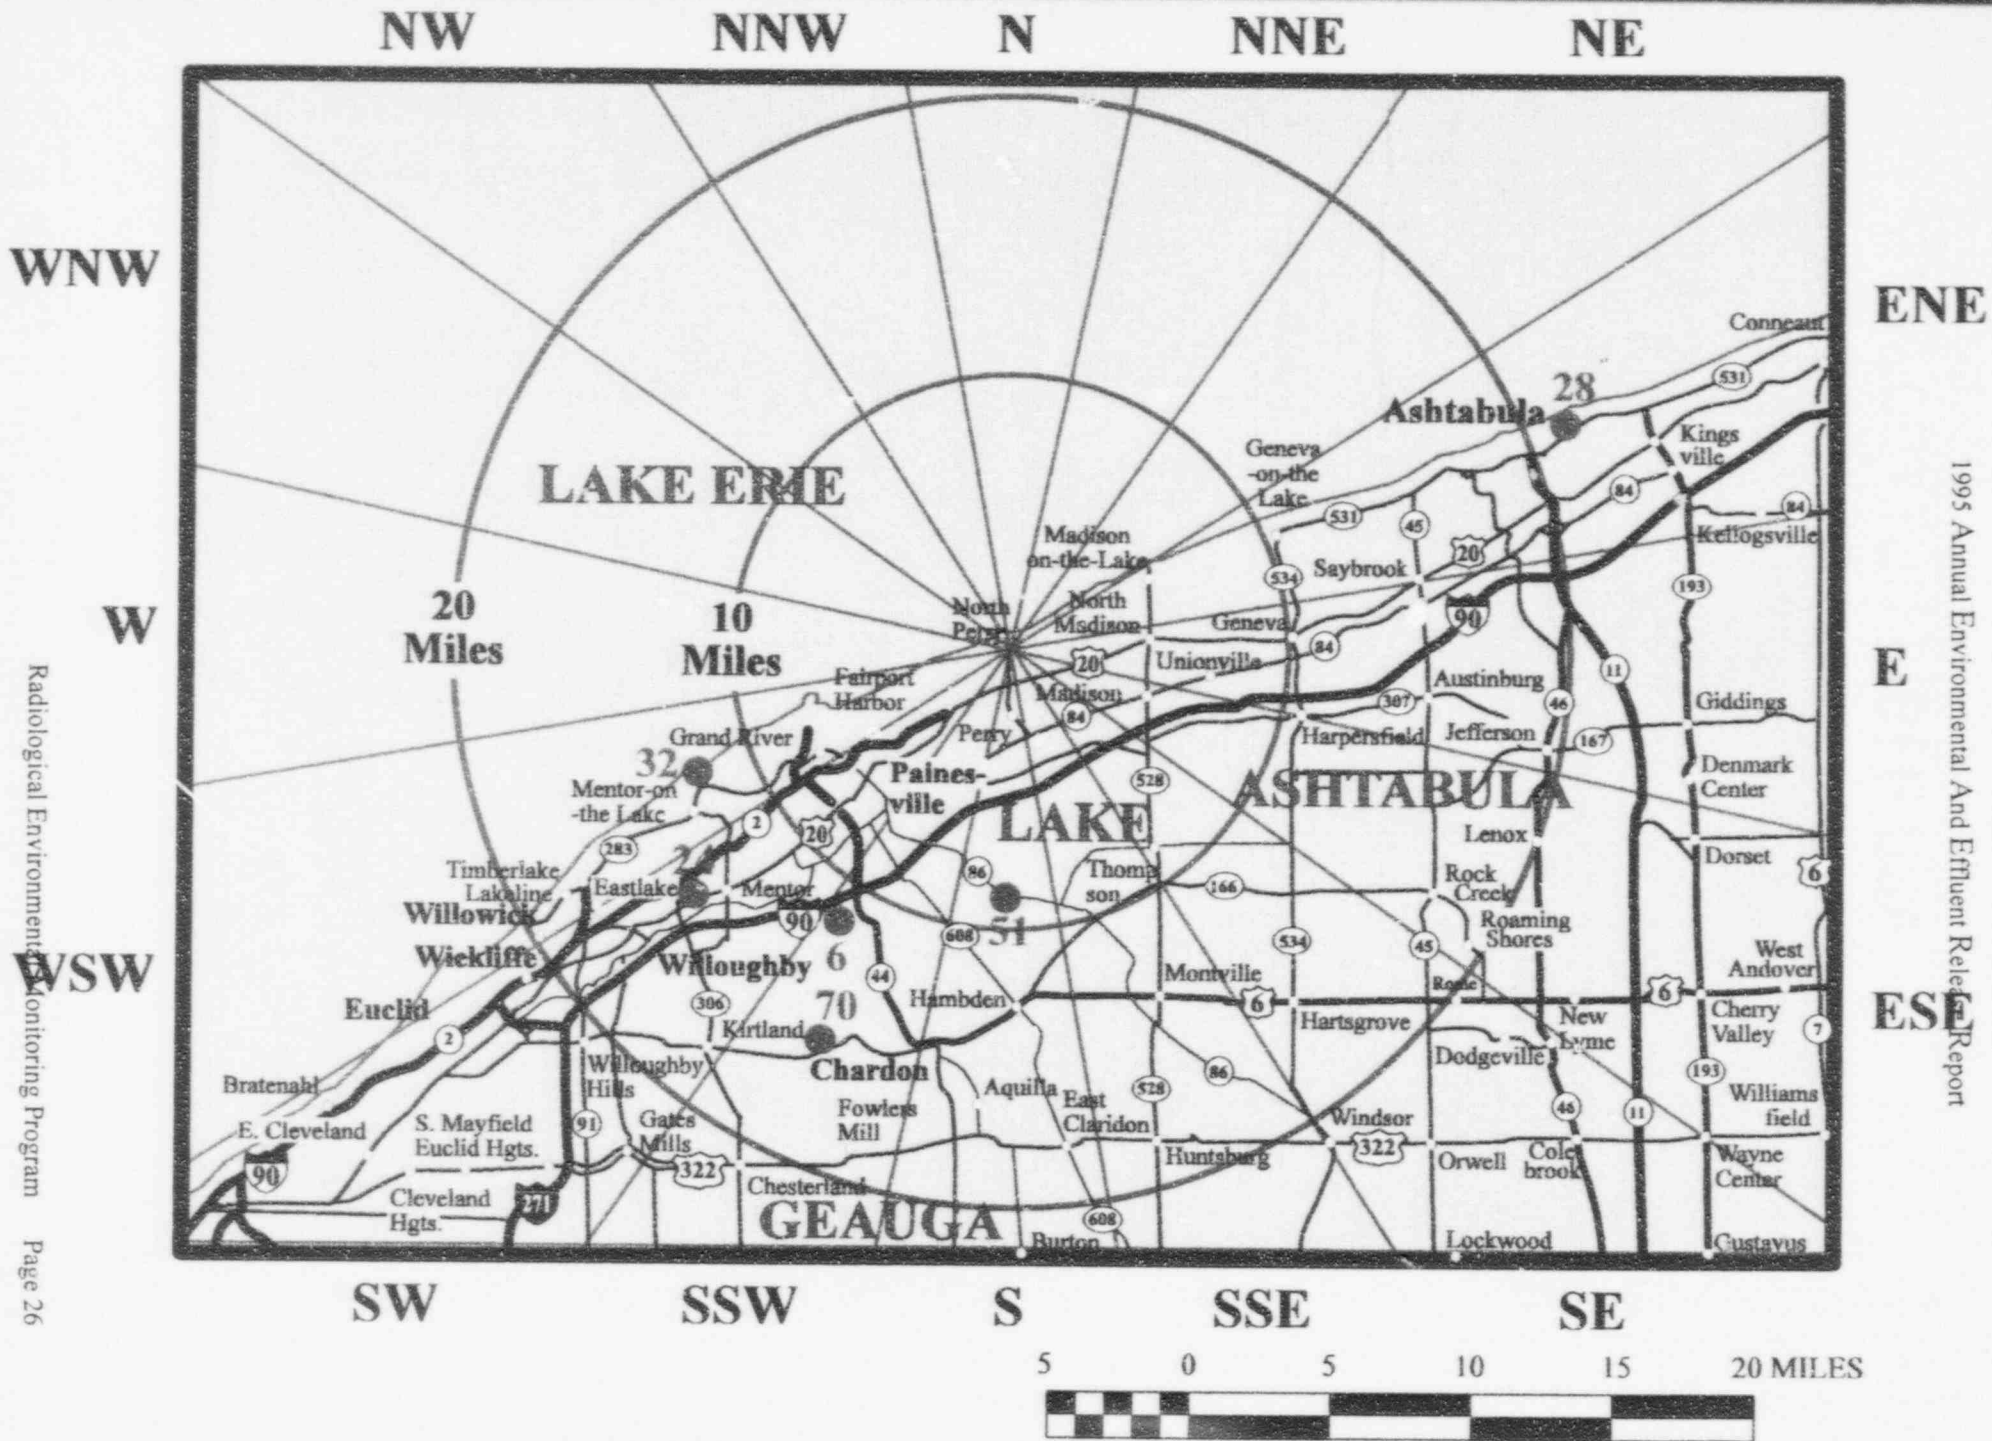 NW NNW N NNE NE
WNW
W
WSW
ENE
E
ESE
SW SSW S SSE SE
LAKE ERIE
20
Miles
10
Miles
Conneaut
531
28
Ashtabula
Kings
ville
Geneva
-on-the
Lake
531
45
84
84
Kellogsville
20
Madison
on-the-Lake
Saybrook
534
193
North
Perry
North
Madison
Geneva
90
84
20
Unionville
Fairport
Harbor
Madison
84
Austinburg
11
307
46
Giddings
Grand River
Perry
Harpersfield
Jefferson
167
32
Mentor-on
-the Lake
Paines-
ville
528
Denmark
Center
ASHTABULA
LAKE
2
20
283
Lenox
Dorset
6
Timberlake
Lakeline
Eastlake
Mentor
86
Thomp
son
166
Rock
Creek
Willowick
90
6
608
51
534
45
Roaming
Shores
Wickliffe
Willoughby
44
Montville
West
Andover
Euclid
306
70
Hambden
6
Rome
6
Cherry
Valley
Kirtland
Hartsgrove
New
Lyme
7
2
Dodgeville
Willoughby
Hills
Chardon
86
193
Bratenahl
Aquilla
528
Williams
field
Fowlers
Mill
East
Claridon
46
11
E. Cleveland
S. Mayfield
Euclid Hgts.
91
Gates
Mills
Windsor
322
322
90
Huntsburg
Orwell
Cole
brook
Wayne
Center
Cleveland
Hgts.
271
Chesterland
GEAUGA
608
Burton
Lockwood
Gustavus
5 0 5 10 15 20 MILES
Radiological Environmental Monitoring Program Page 26
1995 Annual Environmental And Effluent Release Report